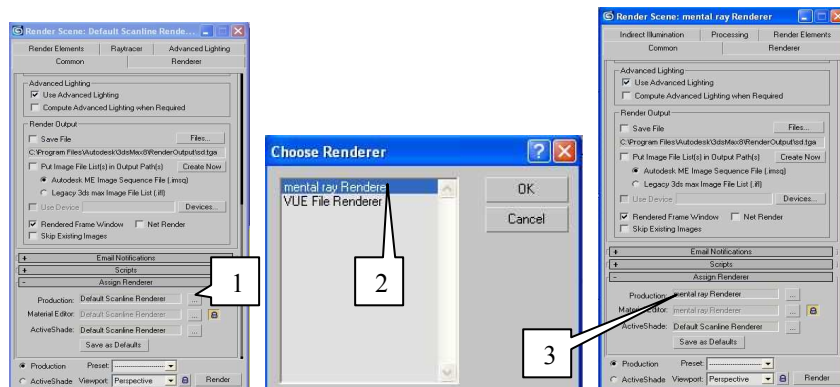 Render Scene: Default Scanline Rende...
Render Elements Raytracer Advanced Lighting
Common Renderer
Advanced Lighting
Use Advanced Lighting
Compute Advanced Lighting when Required
Render Output
Save File Files...
C:\Program Files\Autodesk\3dsMax8\RenderOutput\sd.tga
Put Image File List(s) in Output Path(s) Create Now
Autodesk ME Image Sequence File (.imsq)
Legacy 3ds max Image File List (.ifl)
Use Device Devices...
Rendered Frame Window Net Render
Skip Existing Images
+ Email Notifications
+ Scripts
- Assign Renderer
Production: Default Scanline Renderer ...
Material Editor: Default Scanline Renderer ...
ActiveShade: Default Scanline Renderer ...
Save as Defaults
Production Preset: --------------------
ActiveShade Viewport: Perspective Render
1
Choose Renderer
mental ray Renderer
VUE File Renderer
OK
Cancel
2
Render Scene: mental ray Renderer
Indirect Illumination Processing Render Elements
Common Renderer
Advanced Lighting
Use Advanced Lighting
Compute Advanced Lighting when Required
Render Output
Save File Files...
C:\Program Files\Autodesk\3dsMax8\RenderOutput\sd.tga
Put Image File List(s) in Output Path(s) Create Now
Autodesk ME Image Sequence File (.imsq)
Legacy 3ds max Image File List (.ifl)
Use Device Devices...
Rendered Frame Window Net Render
Skip Existing Images
+ Email Notifications
+ Scripts
- Assign Renderer
Production: mental ray Renderer ...
Material Editor: mental ray Renderer ...
ActiveShade: Default Scanline Renderer ...
Save as Defaults
Production Preset: --------------------
ActiveShade Viewport: Perspective Render
3